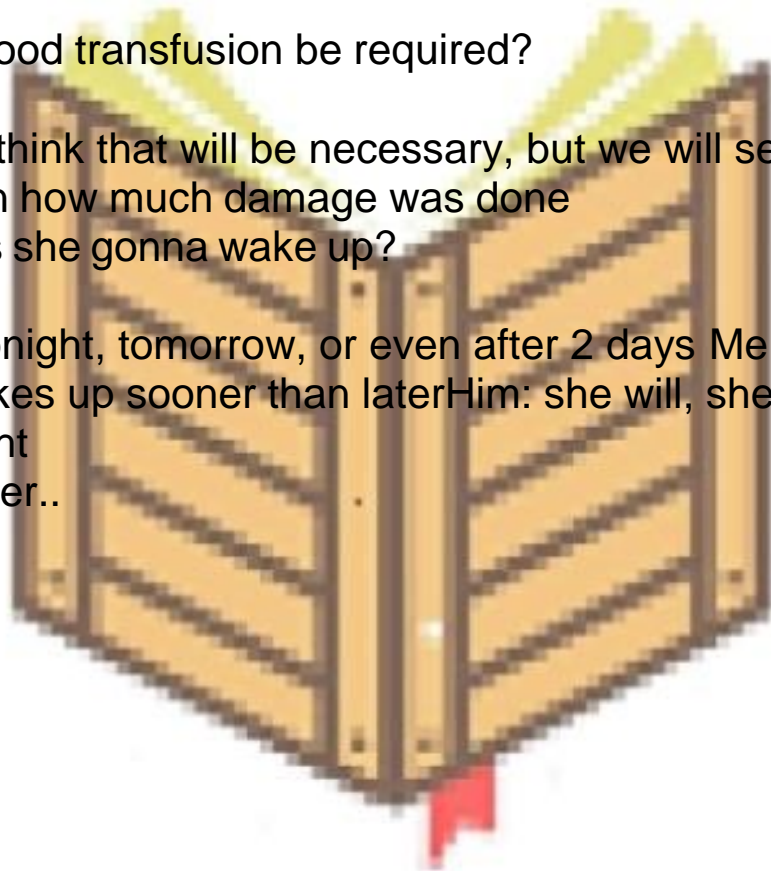 ood transfusion be required?
think that will be necessary, but we will se
n how much damage was done
s she gonna wake up?
night, tomorrow, or even after 2 days Me
kes up sooner than laterHim: she will, she
nt
er..